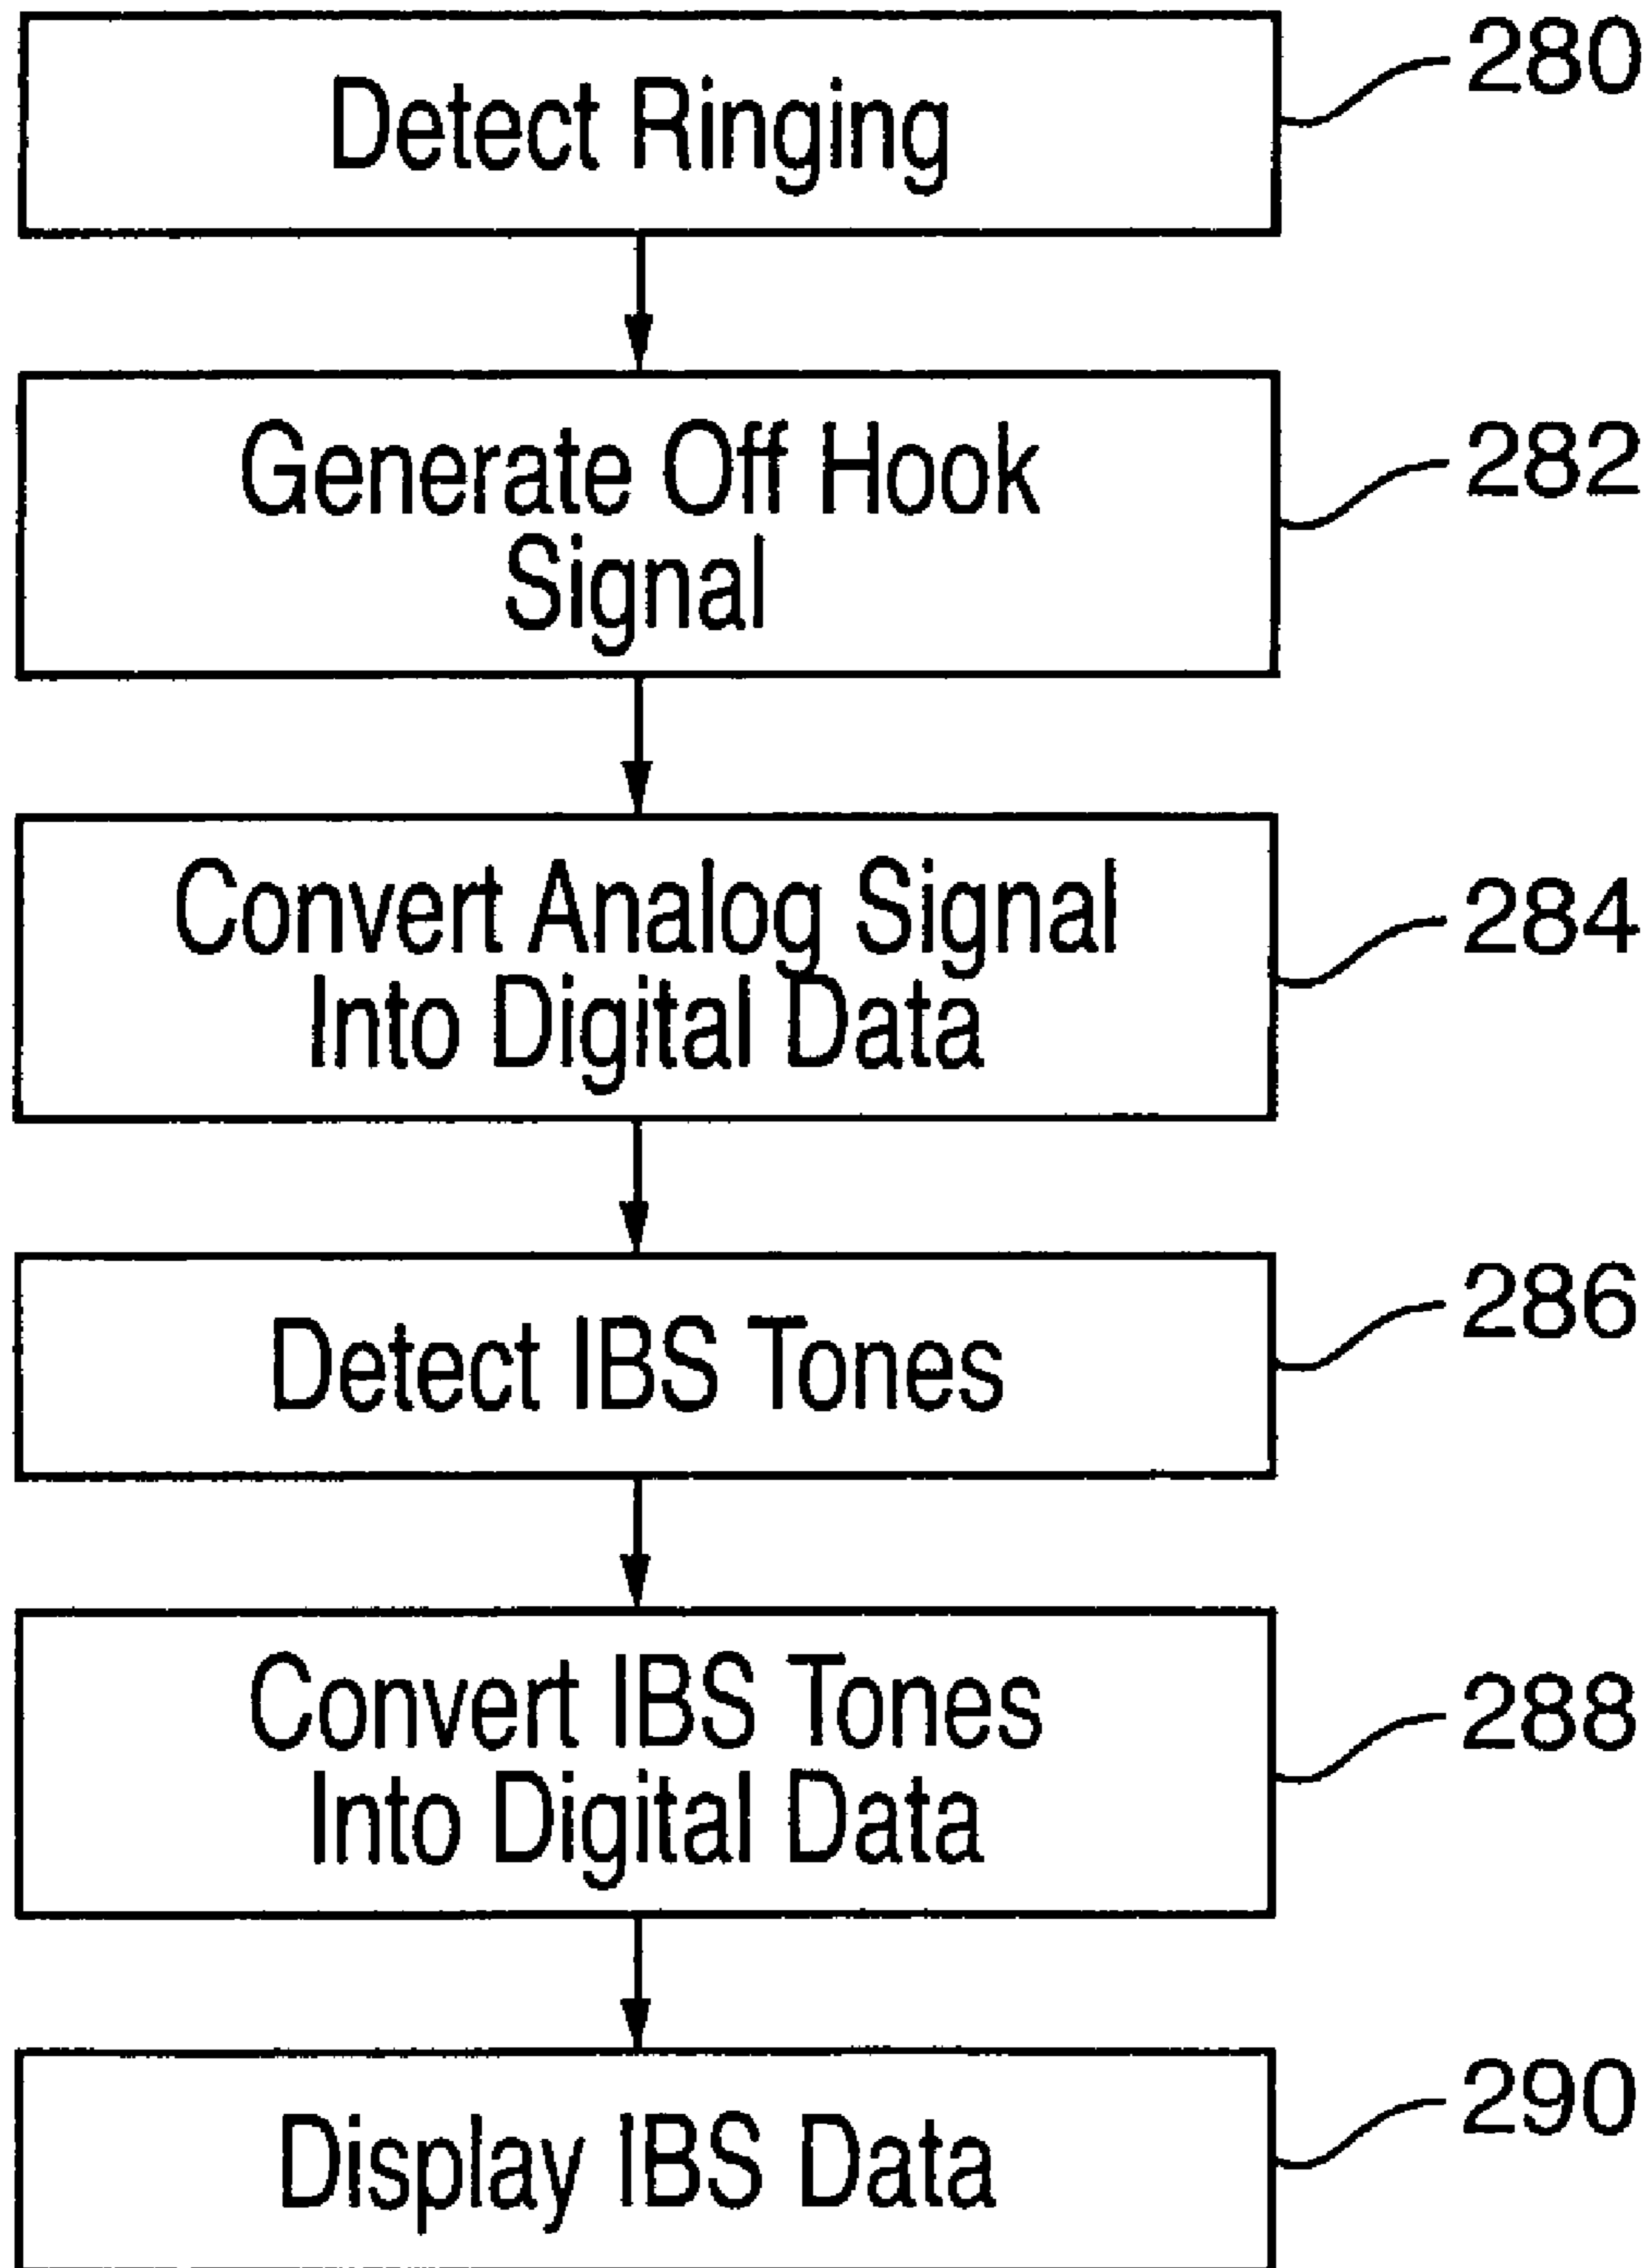 Detect Ringing
280
Generate Off Hook
Signal
282
Convert Analog Signal
Into Digital Data
284
Detect IBS Tones
286
Convert IBS Tones
Into Digital Data
288
Display IBS Data
290